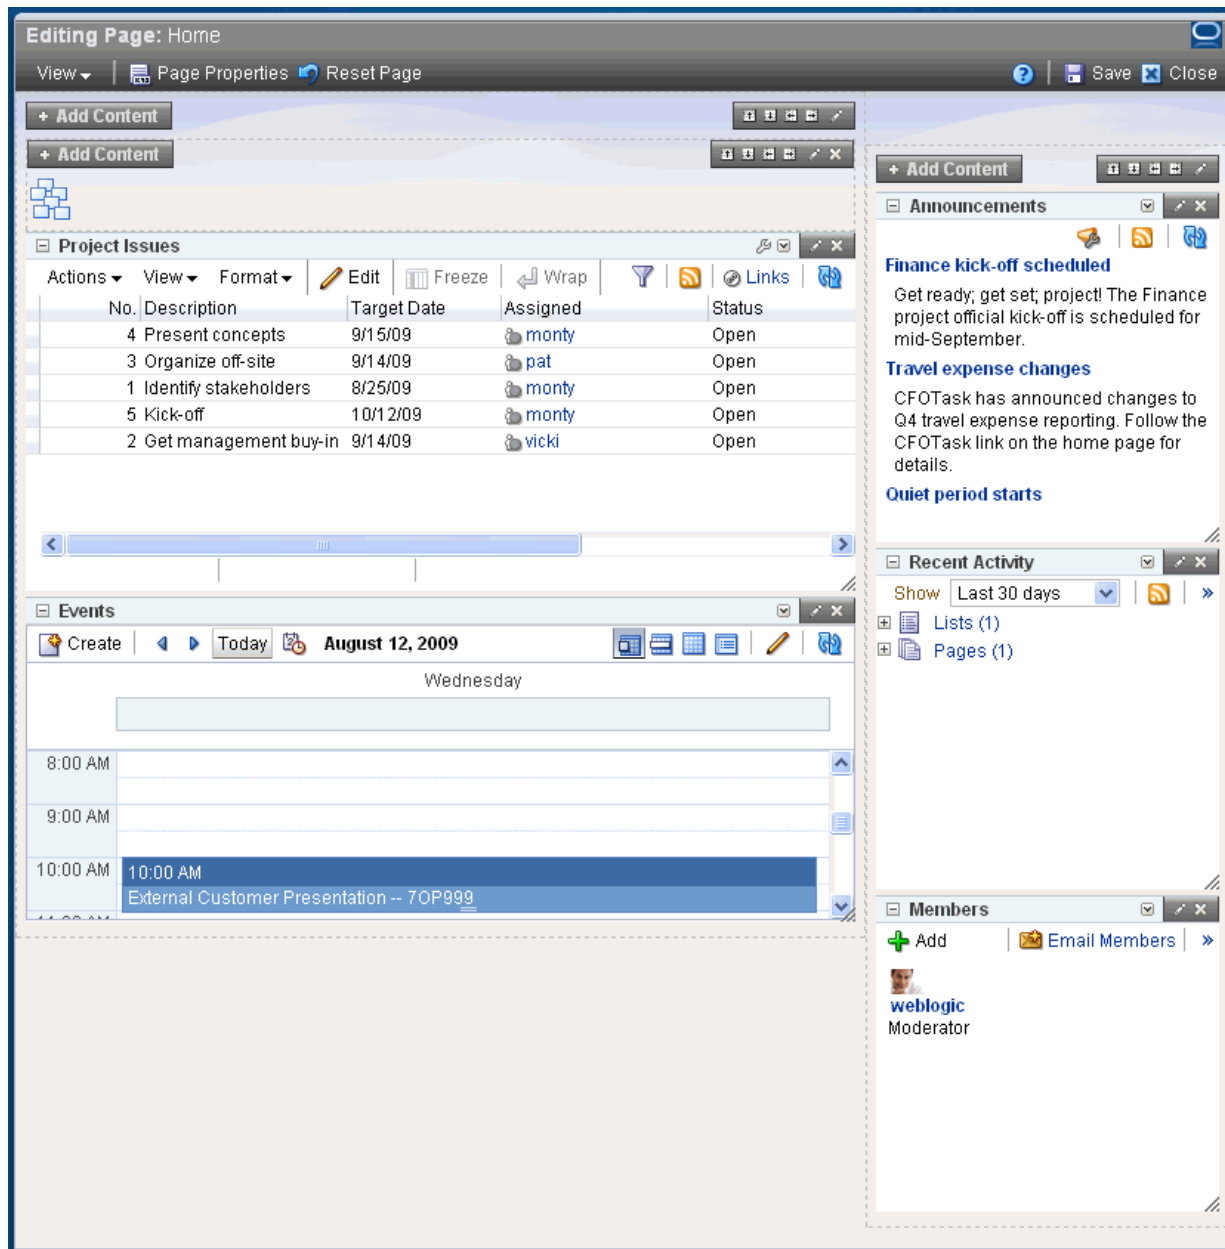 Editing Page: Home
View Page Properties Reset Page Save Close
+ Add Content
+ Add Content
Project Issues
Actions View Format Edit Freeze Wrap Links
No. Description Target Date Assigned Status
4 Present concepts 9/15/09 monty Open
3 Organize off-site 9/14/09 pat Open
1 Identify stakeholders 8/25/09 monty Open
5 Kick-off 10/12/09 monty Open
2 Get management buy-in 9/14/09 vicki Open
Events
Create Today August 12, 2009
Wednesday
8:00 AM
9:00 AM
10:00 AM 10:00 AM
External Customer Presentation -- 7OP999
11:00 AM
+ Add Content
Announcements
Finance kick-off scheduled
Get ready; get set; project! The Finance
project official kick-off is scheduled for
mid-September.
Travel expense changes
CFOTask has announced changes to
Q4 travel expense reporting. Follow the
CFOTask link on the home page for
details.
Quiet period starts
Recent Activity
Show Last 30 days »
Lists (1)
Pages (1)
Members
Add Email Members »
weblogic
Moderator